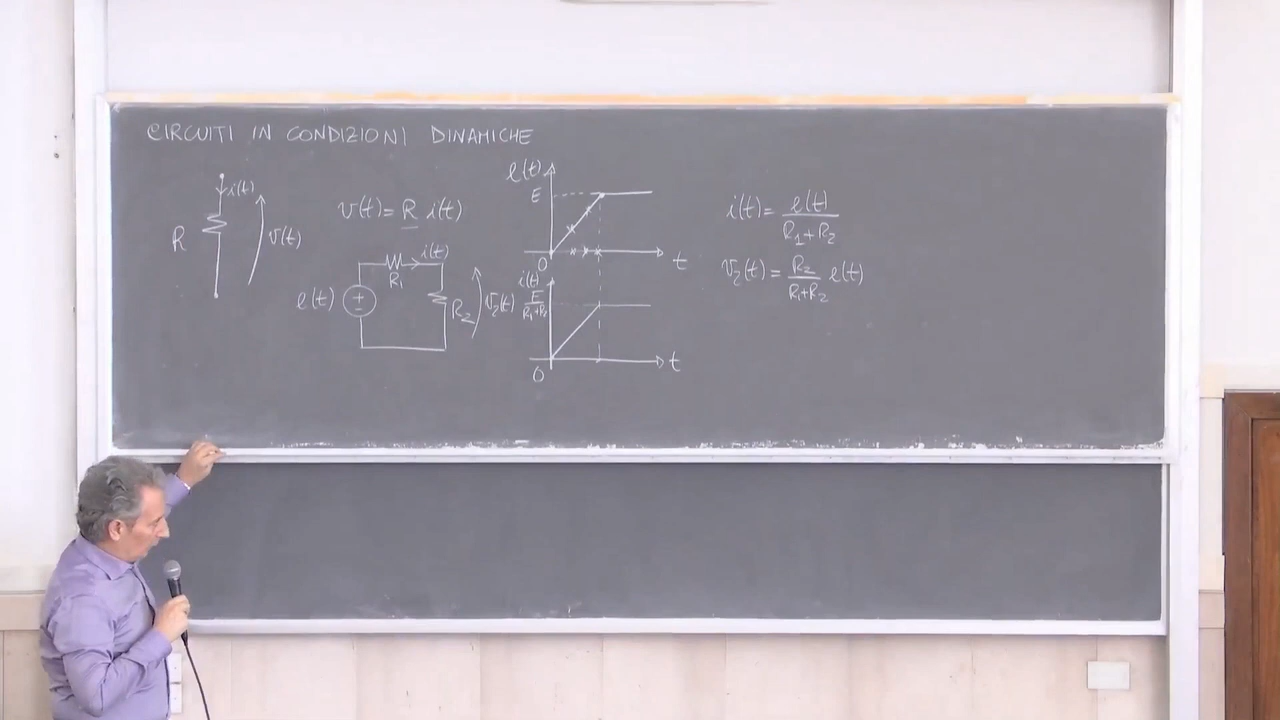 CIRCUITI IN CONDIZIONI DINAMICHE
i(t)
R
v(t)
v(t) = R i(t)
e(t)
+
-
R₁
i(t)
R₂
v₂(t)
e(t)
E
0
t
i(t)
E/(R₁+R₂)
0
t
i(t) = e(t)/(R₁+R₂)
v₂(t) = R₂/(R₁+R₂) e(t)